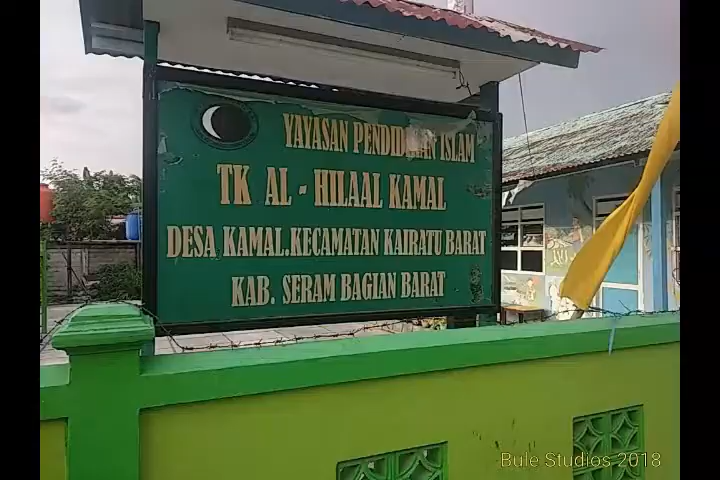 YAYASAN PENDIDIKAN ISLAM
TK AL - HILAAL KAMAL
DESA KAMAL.KECAMATAN KAIRATU BARAT
KAB. SERAM BAGIAN BARAT
Bule Studios 2018